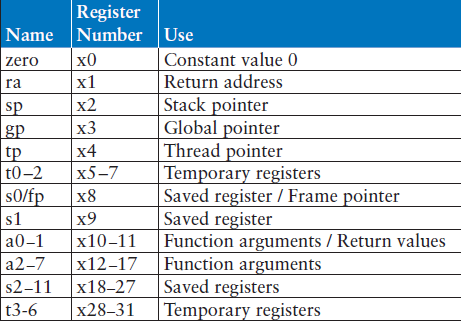 Name Register Number Use
zero x0 Constant value 0
ra x1 Return address
sp x2 Stack pointer
gp x3 Global pointer
tp x4 Thread pointer
t0–2 x5–7 Temporary registers
s0/fp x8 Saved register / Frame pointer
s1 x9 Saved register
a0–1 x10–11 Function arguments / Return values
a2–7 x12–17 Function arguments
s2–11 x18–27 Saved registers
t3-6 x28–31 Temporary registers